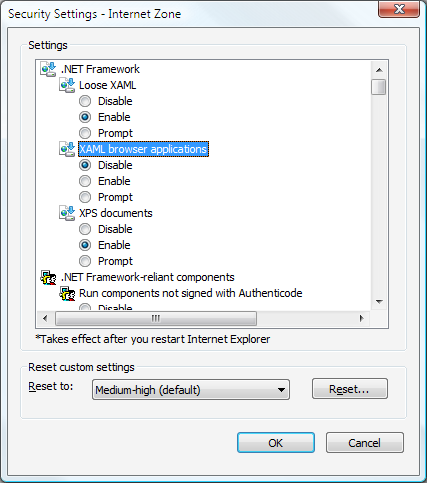 Security Settings - Internet Zone
Settings
.NET Framework
Loose XAML
Disable
Enable
Prompt
XAML browser applications
Disable
Enable
Prompt
XPS documents
Disable
Enable
Prompt
.NET Framework-reliant components
Run components not signed with Authenticode
Disable
*Takes effect after you restart Internet Explorer
Reset custom settings
Reset to: Medium-high (default) Reset...
OK Cancel